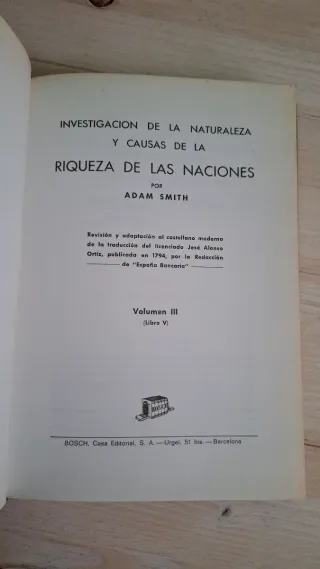 INVESTIGACION DE LA NATURALEZA
Y CAUSAS DE LA
RIQUEZA DE LAS NACIONES
POR
ADAM SMITH
Revisión y adaptación al castellano moderno
de la traducción del licenciado José Alonso
Ortiz, publicada en 1794, por la Redacción
de "España Bancaria"
Volumen III
(Libro V)
BOSCH
BOSCH, Casa Editorial, S. A.—Urgel, 51 bis.—Barcelona